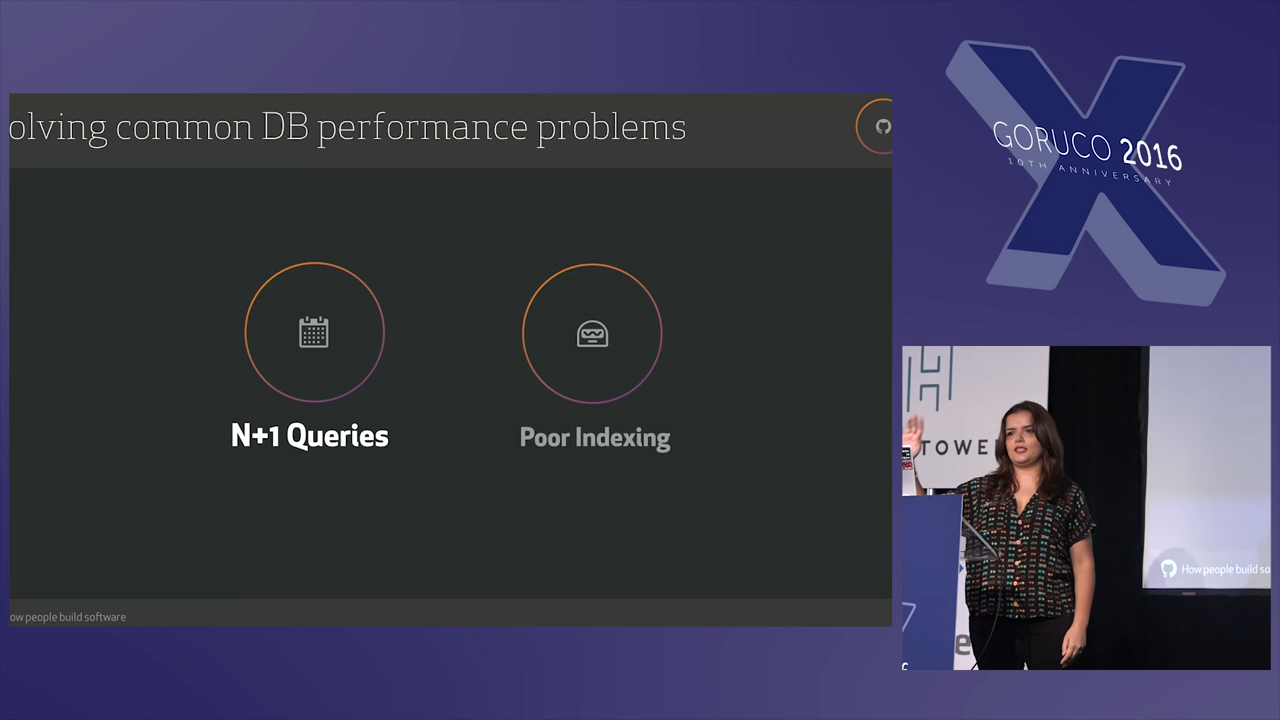 olving common DB performance problems
N+1 Queries
Poor Indexing
ow people build software
GORUCO 2016
10TH ANNIVERSARY
TOWE
How people build so
e